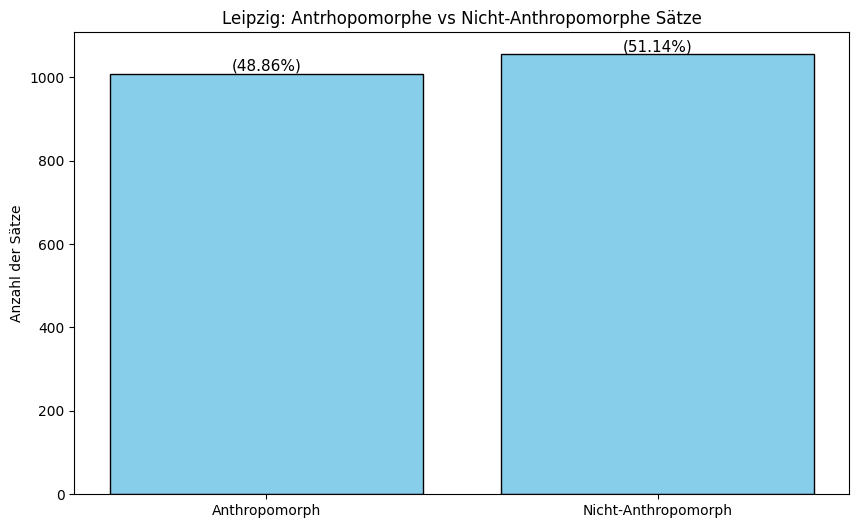 Leipzig: Antrhopomorphe vs Nicht-Anthropomorphe Sätze
(48.86%)
(51.14%)
1000
800
600
400
200
0
Anzahl der Sätze
Anthropomorph
Nicht-Anthropomorph